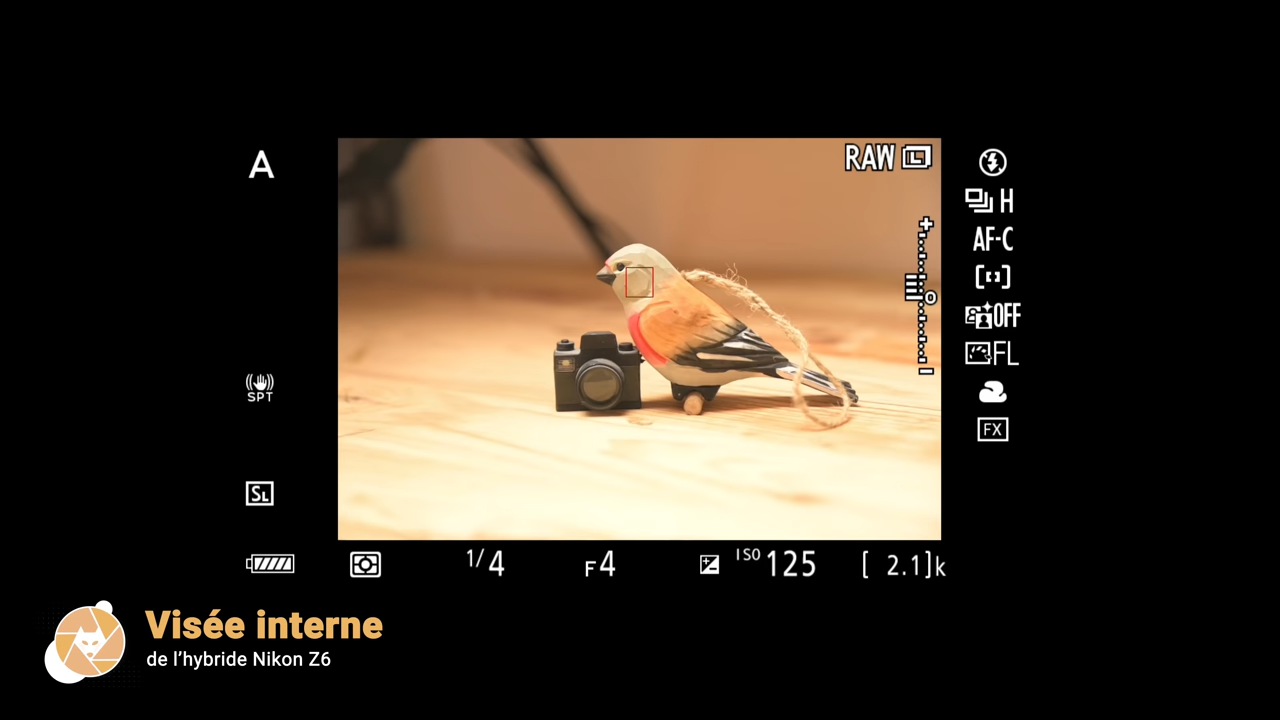 A
RAW L
H
AF-C
OFF
FL
SPT
FX
SL
1/4
F4
ISO 125
[ 2.1]k
Visée interne
de l'hybride Nikon Z6